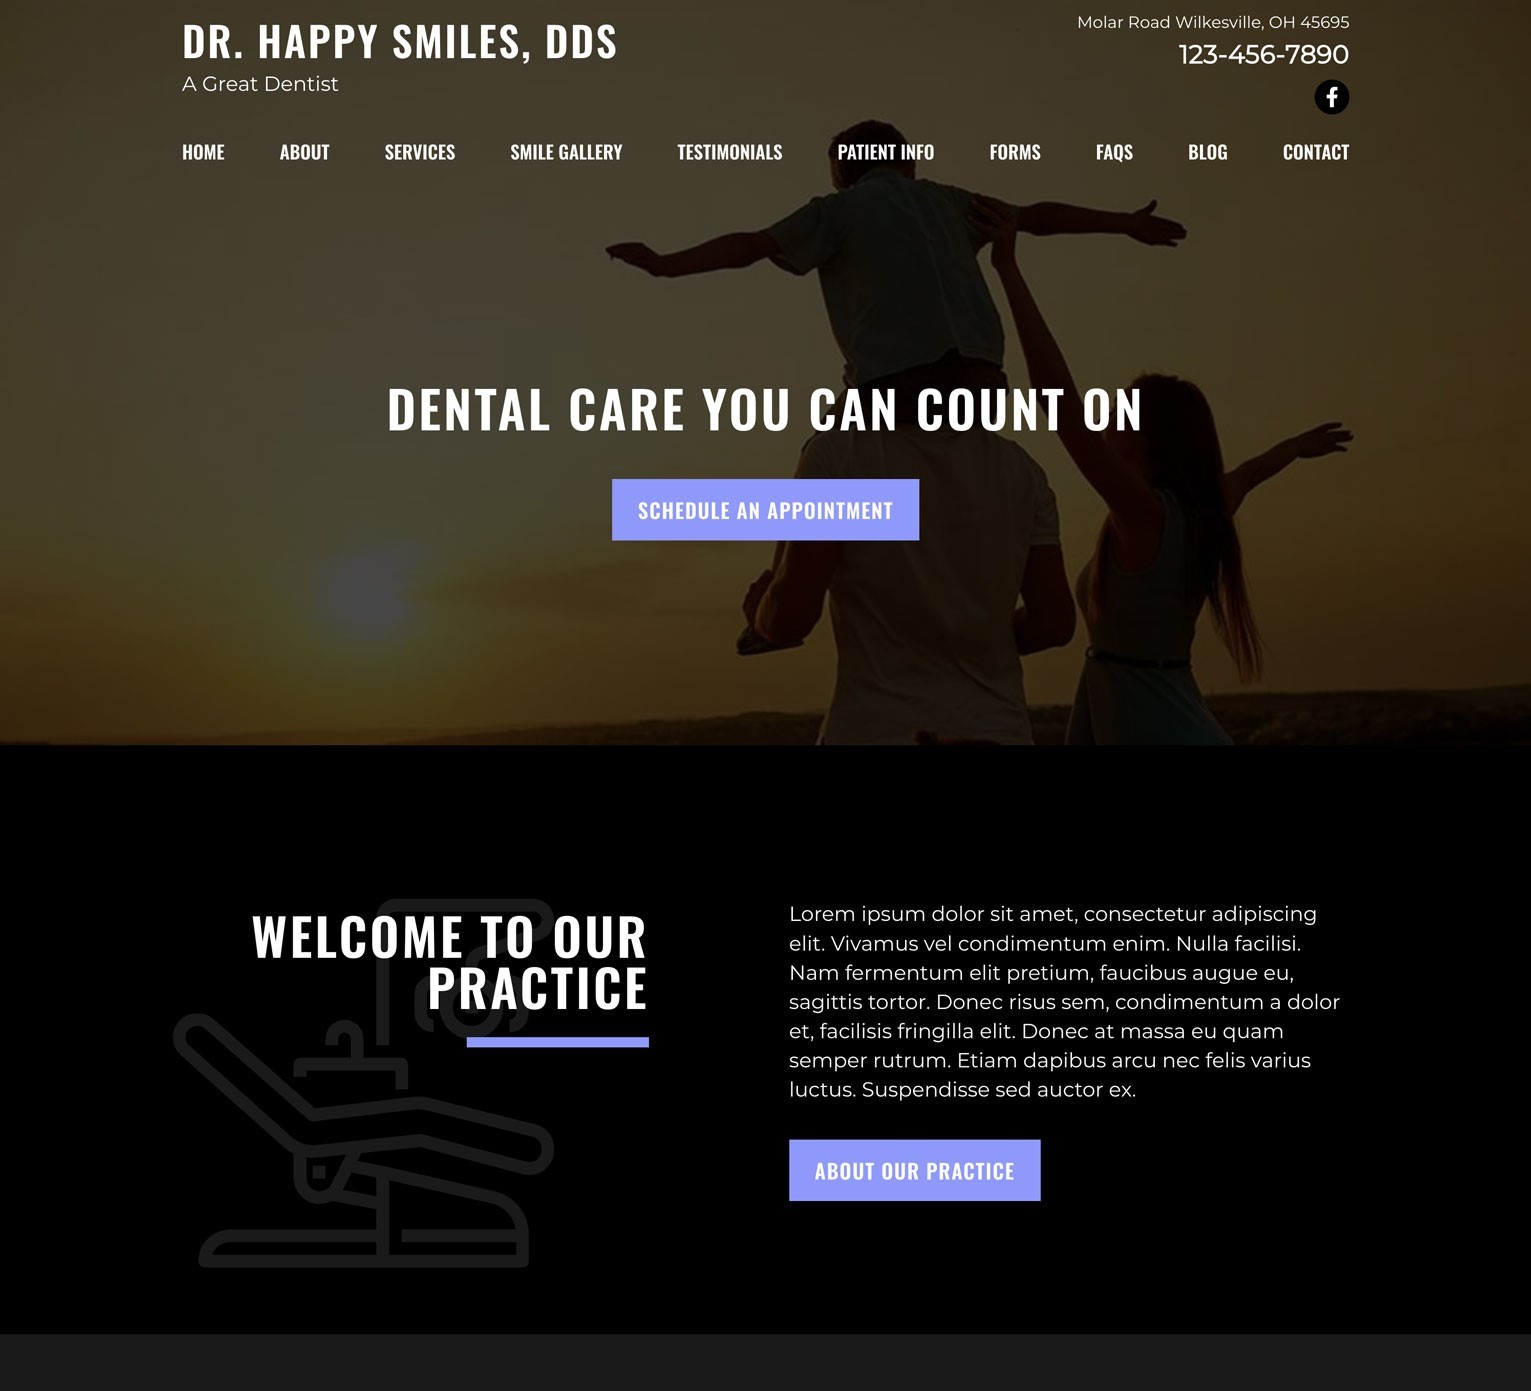 DR. HAPPY SMILES, DDS
A Great Dentist
Molar Road Wilkesville, OH 45695
123-456-7890
HOME ABOUT SERVICES SMILE GALLERY TESTIMONIALS PATIENT INFO FORMS FAQS BLOG CONTACT
DENTAL CARE YOU CAN COUNT ON
SCHEDULE AN APPOINTMENT
WELCOME TO OUR
PRACTICE
Lorem ipsum dolor sit amet, consectetur adipiscing
elit. Vivamus vel condimentum enim. Nulla facilisi.
Nam fermentum elit pretium, faucibus augue eu,
sagittis tortor. Donec risus sem, condimentum a dolor
et, facilisis fringilla elit. Donec at massa eu quam
semper rutrum. Etiam dapibus arcu nec felis varius
luctus. Suspendisse sed auctor ex.
ABOUT OUR PRACTICE